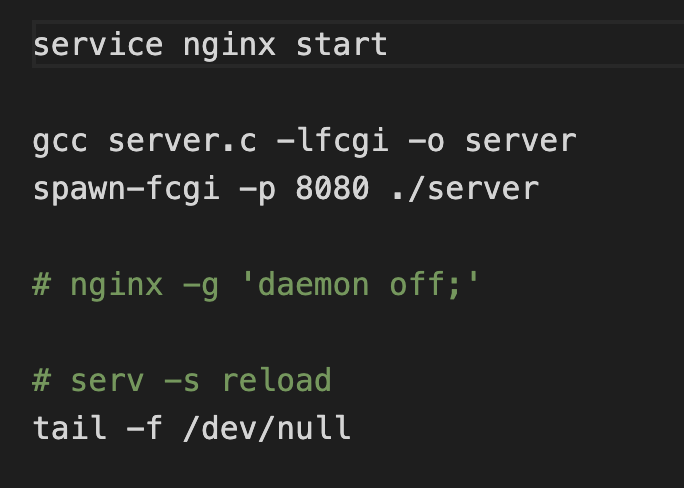 service nginx start
gcc server.c -lfcgi -o server
spawn-fcgi -p 8080 ./server
# nginx -g 'daemon off;'
# serv -s reload
tail -f /dev/null